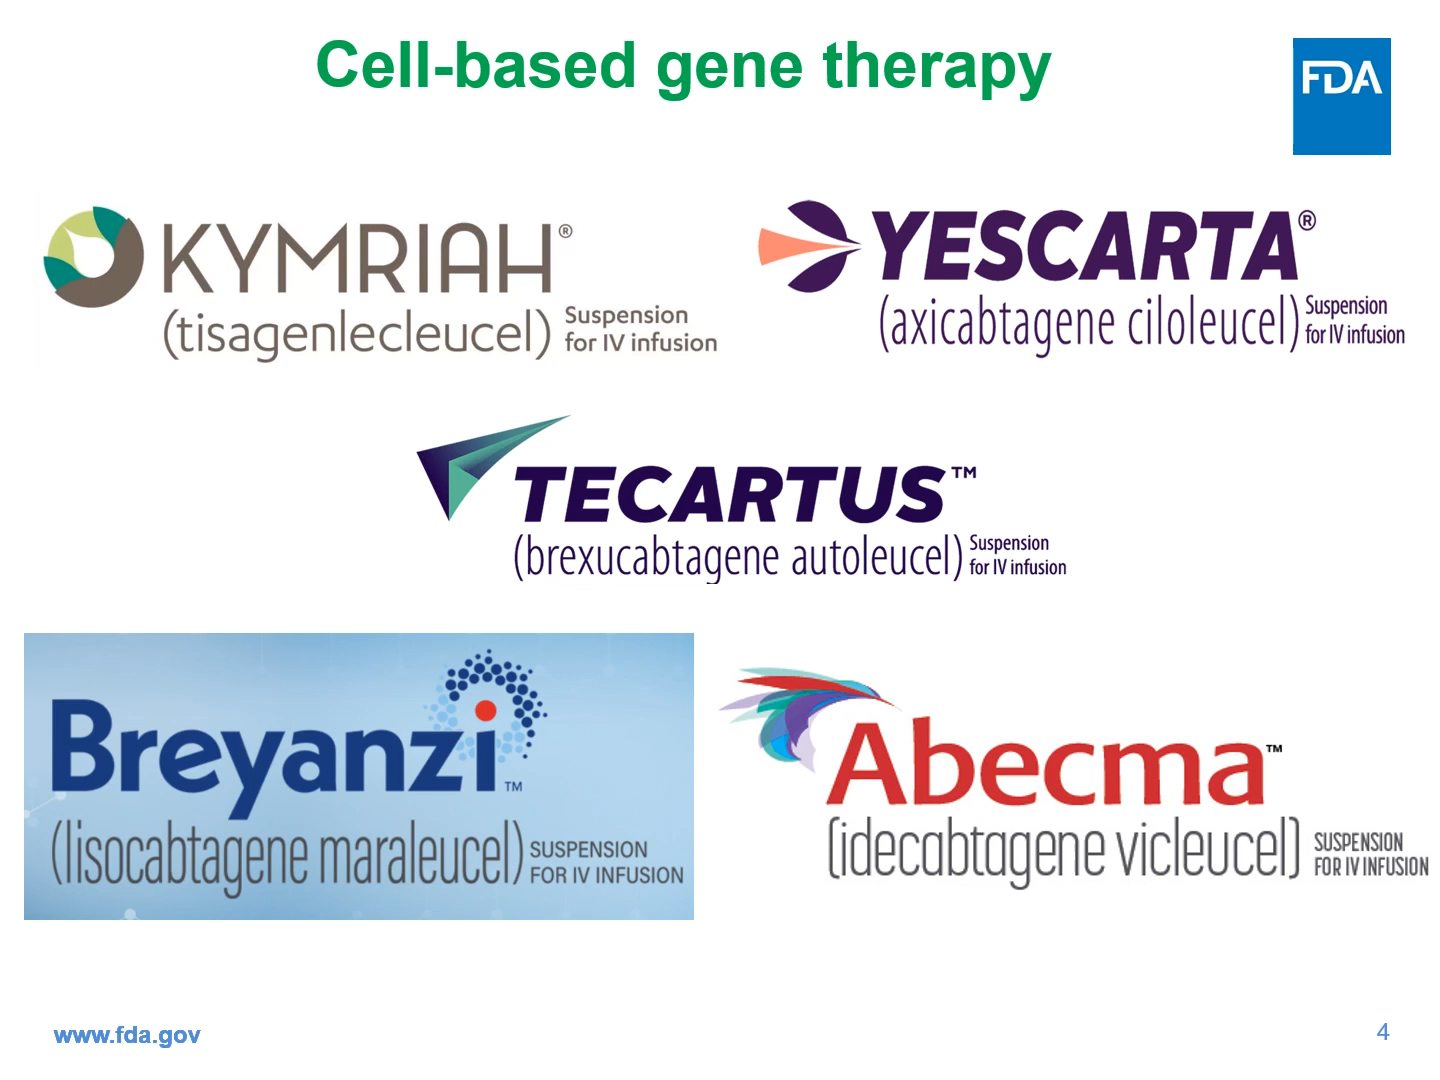 Cell-based gene therapy
FDA
KYMRIAH®
(tisagenlecleucel) Suspension
for IV infusion
YESCARTA®
(axicabtagene ciloleucel) Suspension
for IV infusion
TECARTUS™
(brexucabtagene autoleucel) Suspension
for IV infusion
Breyanzi™
(lisocabtagene maraleucel) SUSPENSION
FOR IV INFUSION
Abecma™
(idecabtagene vicleucel) SUSPENSION
FOR IV INFUSION
www.fda.gov
4